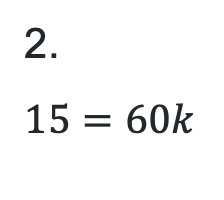 2.
15 = 60k